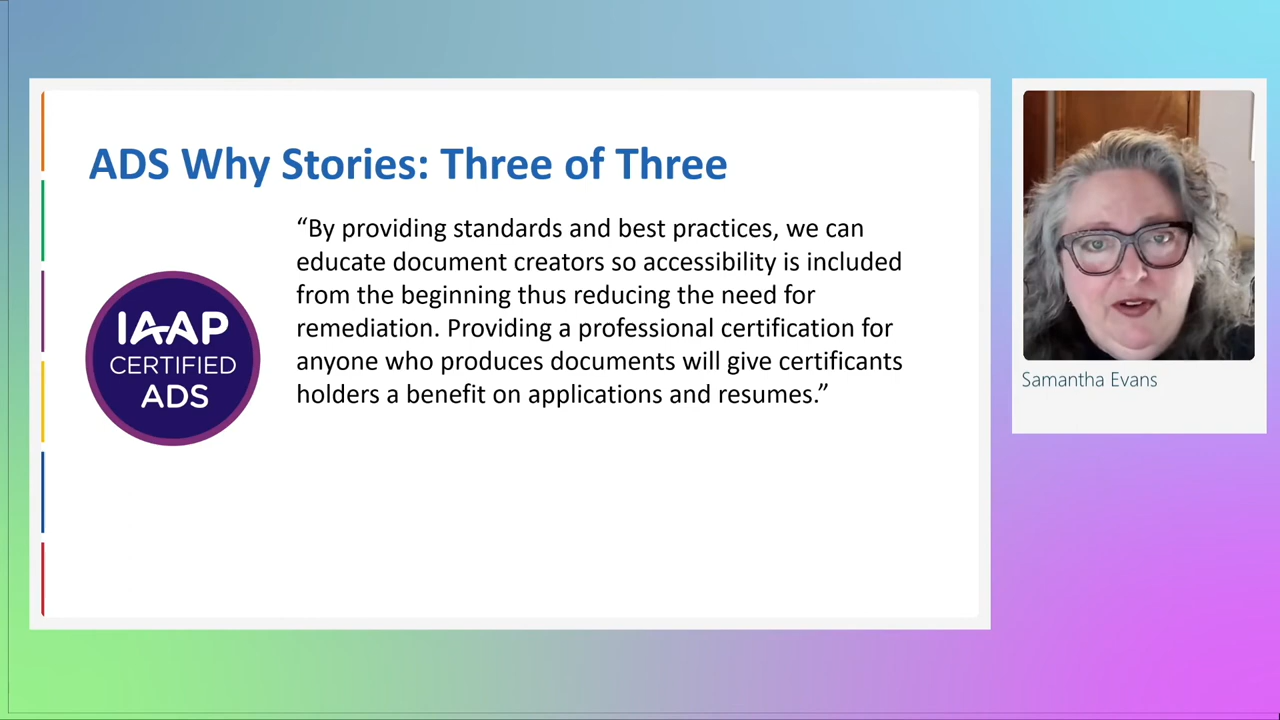 ADS Why Stories: Three of Three
“By providing standards and best practices, we can
educate document creators so accessibility is included
from the beginning thus reducing the need for
remediation. Providing a professional certification for
anyone who produces documents will give certificants
holders a benefit on applications and resumes.”
IAAP
CERTIFIED
ADS
Samantha Evans